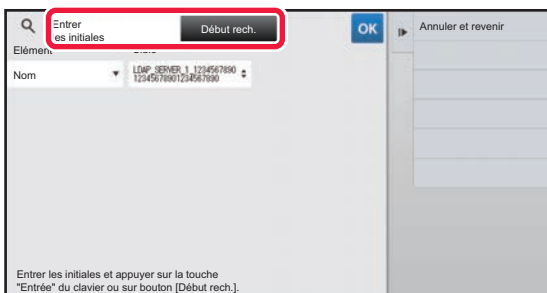 Entrer
les initiales
Début rech.
OK
Annuler et revenir
Elément
Nom
LDAP_SERVER_1_1234567890
12345678901234567890
Entrer les initiales et appuyer sur la touche
"Entrée" du clavier ou sur bouton [Début rech.].